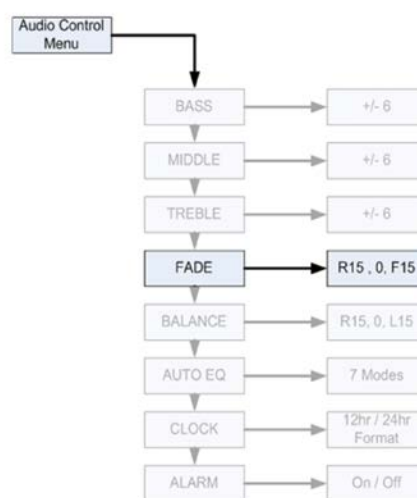 Audio Control
Menu
BASS
+/- 6
MIDDLE
+/- 6
TREBLE
+/- 6
FADE
R15 , 0, F15
BALANCE
R15, 0, L15
AUTO EQ
7 Modes
CLOCK
12hr / 24hr
Format
ALARM
On / Off